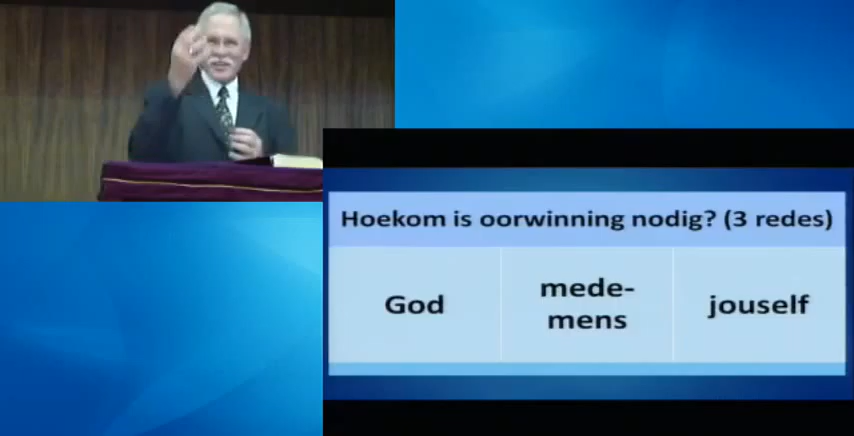 Hoekom is oorwinning nodig? (3 redes)
God
mede-
mens
jouself